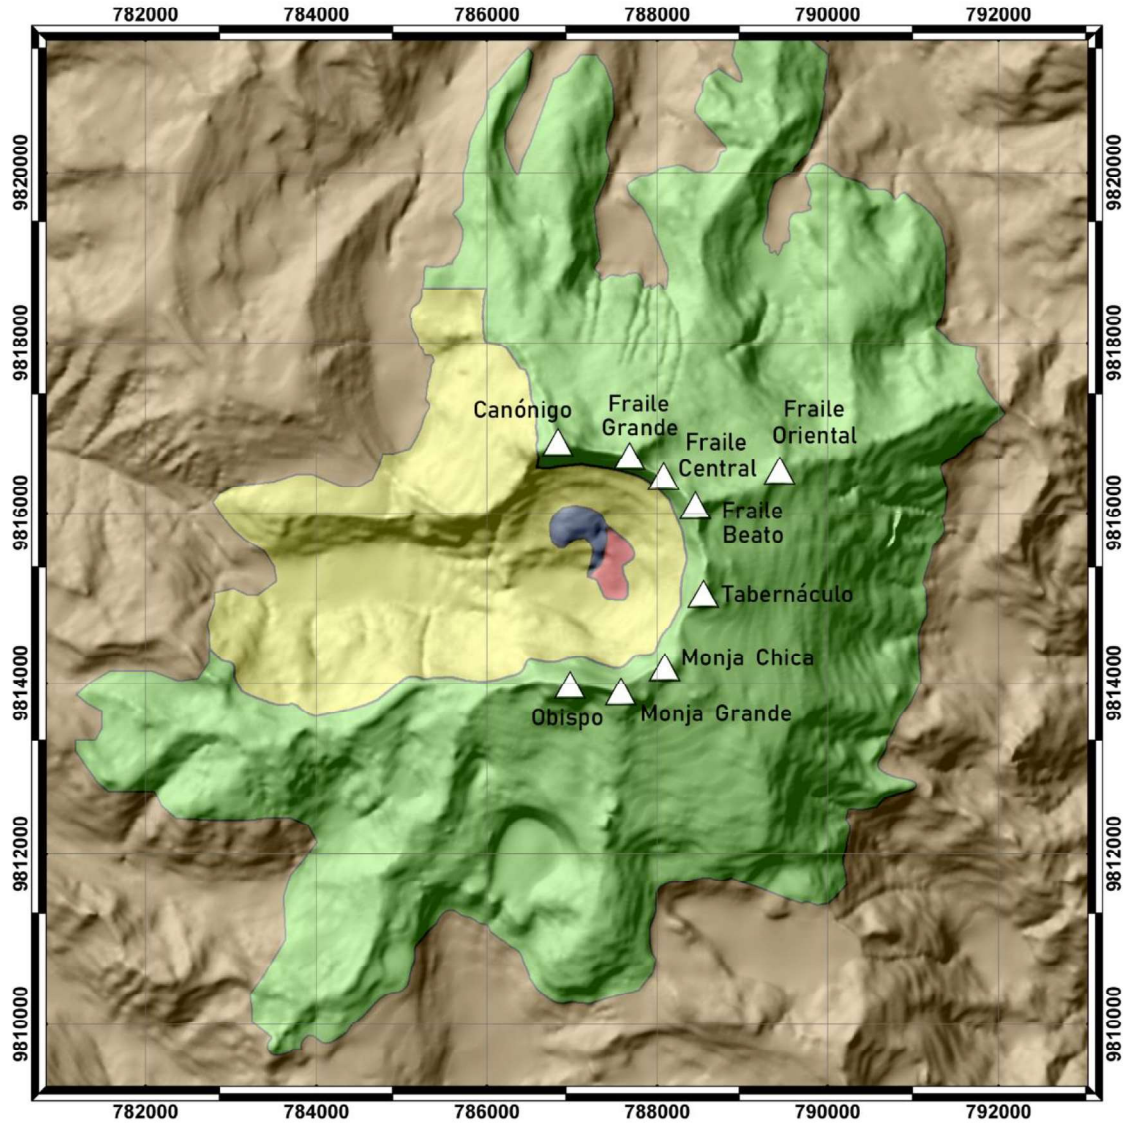 782000 784000 786000 788000 790000 792000
9820000 9820000
9818000 9818000
Canónigo
Fraile
Grande
Fraile
Central
Fraile
Oriental
9816000 9816000
Fraile
Beato
Tabernáculo
Monja Chica
9814000 9814000
Obispo
Monja Grande
9812000 9812000
9810000 9810000
782000 784000 786000 788000 790000 792000